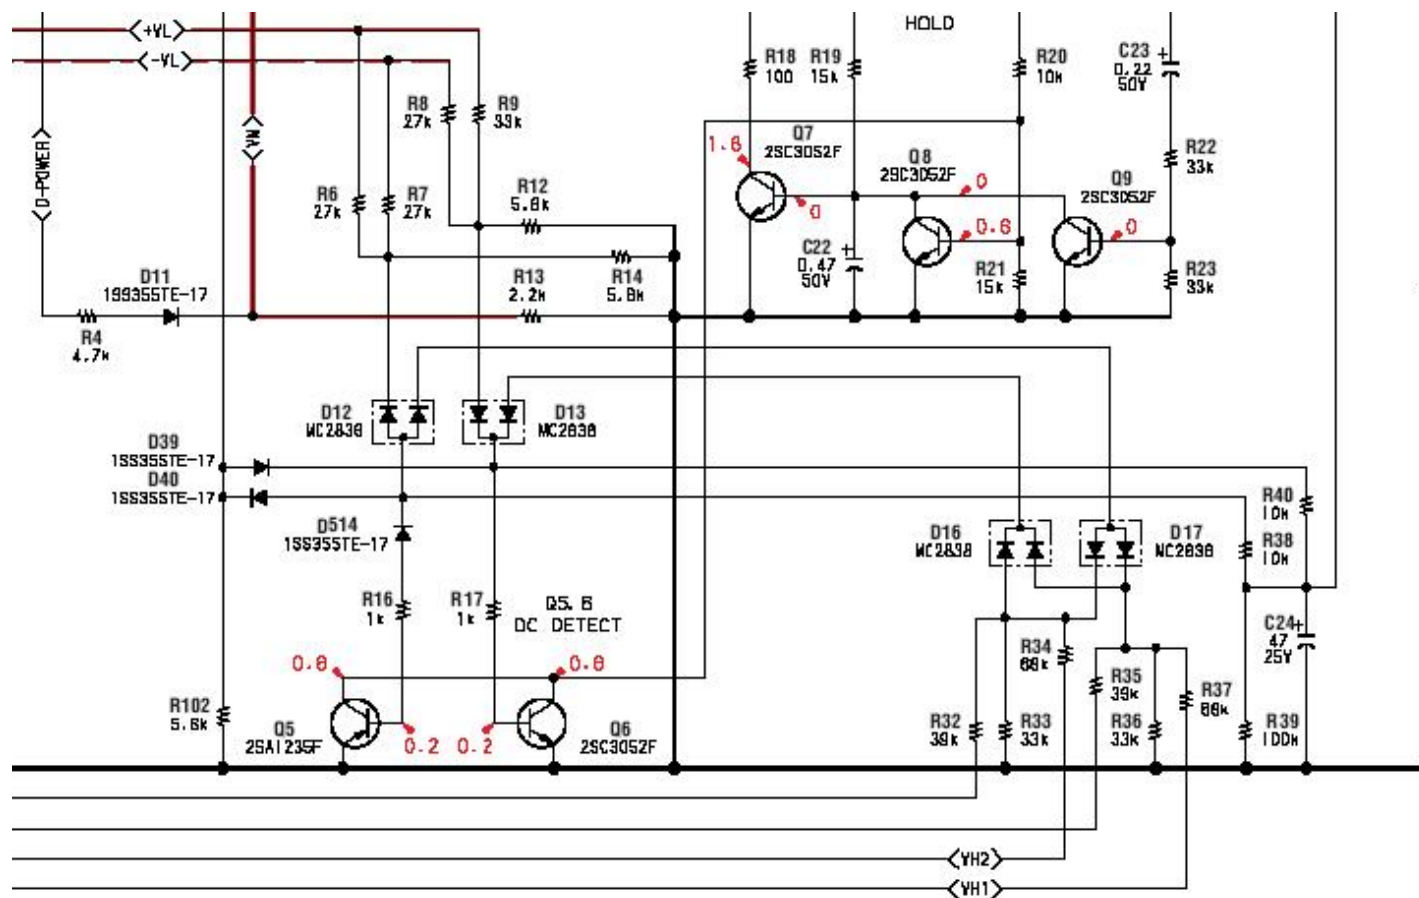 +VL
-VL
HOLD
R18
100
R19
15k
R20
10k
C23
+
0.22
50V
R8
27k
R9
33k
D-POWER
VM
Q7
2SC3052F
1.6
Q8
2SC3052F
Q9
2SC3052F
R22
33k
R6
27k
R7
27k
R12
5.6k
0
0
0.6
0
C22
+
0.47
50V
D11
199355TE-17
R13
2.2k
R14
5.6k
R21
15k
R23
33k
R4
4.7k
D12
MC2838
D13
MC2838
D39
1SS355TE-17
D40
1SS355TE-17
D514
1SS355TE-17
D16
MC2838
D17
MC2838
R40
10k
R38
10k
R16
1k
R17
1k
Q5.6
DC DETECT
C24
+
47
25V
R34
68k
0.8
0.8
R35
39k
R37
68k
R102
5.6k
Q5
2SA1235F
0.2
0.2
Q6
2SC3052F
R32
39k
R33
33k
R36
33k
R39
100k
VH2
VH1